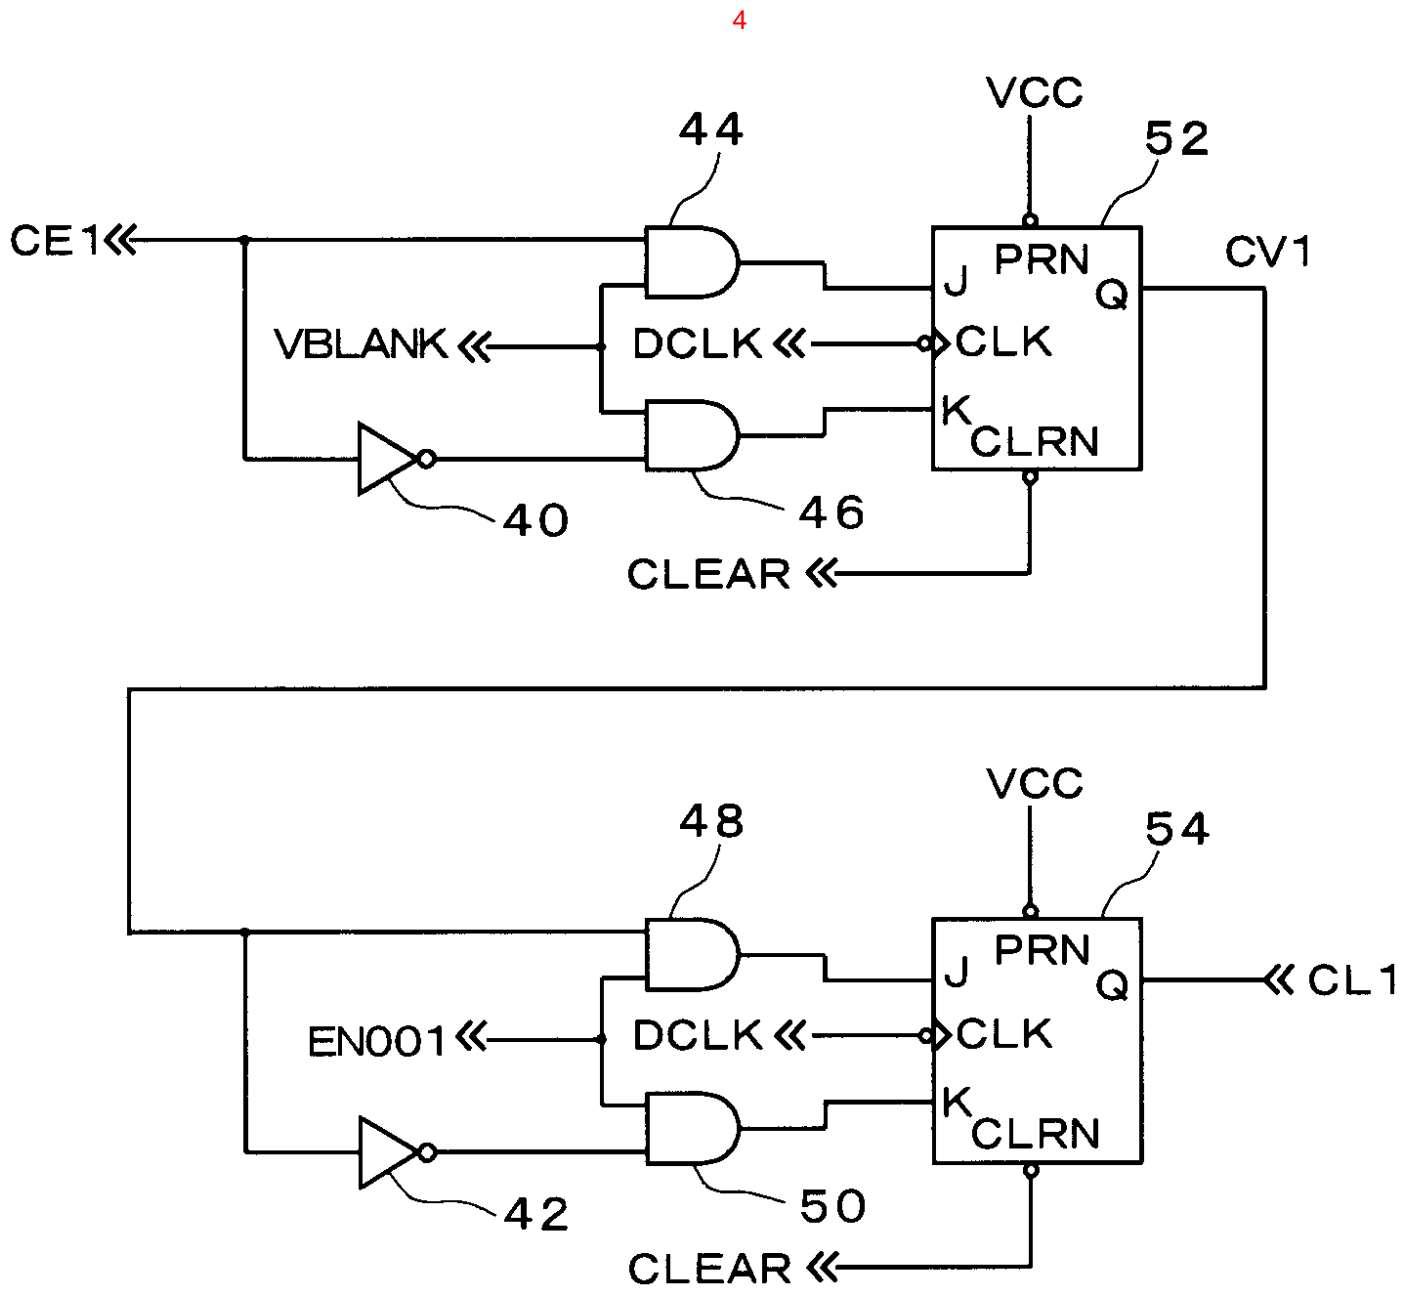 4
VCC
44
52
CE1
PRN
CV1
J
Q
VBLANK
DCLK
CLK
K
CLRN
40
46
CLEAR
VCC
48
54
PRN
J
Q
CL1
EN001
DCLK
CLK
K
CLRN
42
50
CLEAR